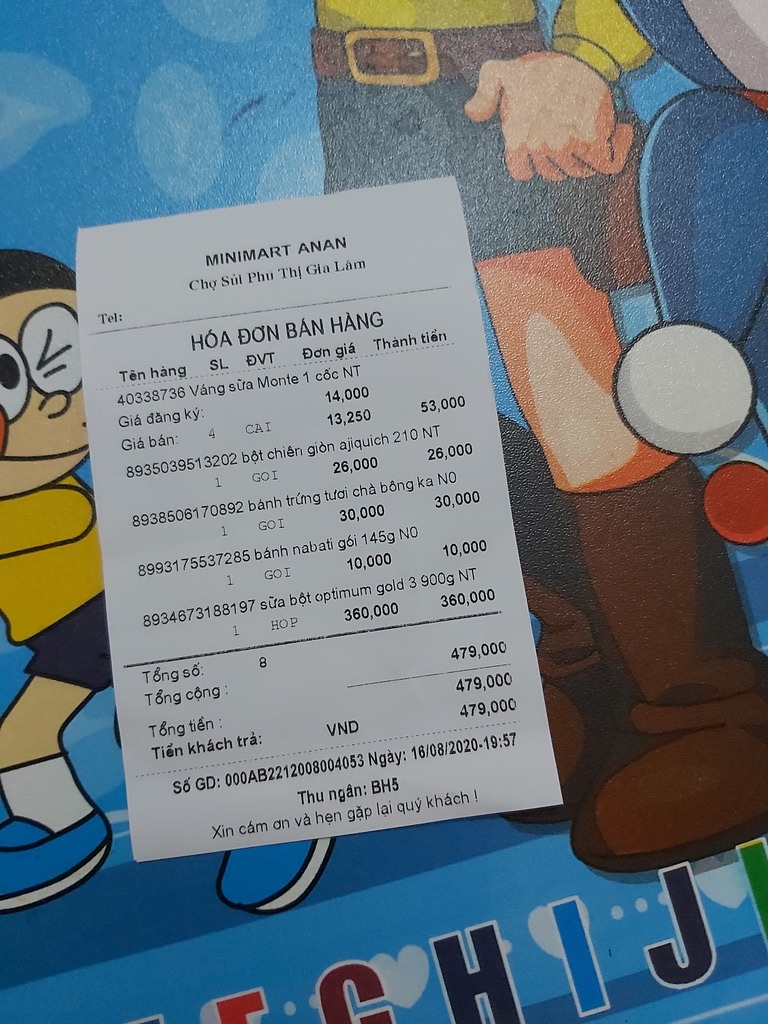 MINIMART ANAN
Chợ Sủi Phu Thị Gia Lâm
Tel:
HÓA ĐƠN BÁN HÀNG
Tên hàng SL ĐVT Đơn giá Thành tiền
40338736 Váng sữa Monte 1 cốc NT
Giá đăng ký: 14,000
Giá bán: 4 CAI 13,250 53,000
8935039513202 bột chiên giòn ajiquich 210 NT
1 GOI 26,000 26,000
8938506170892 bánh trứng tươi chà bông ka N0
1 GOI 30,000 30,000
8993175537285 bánh nabati gói 145g N0
1 GOI 10,000 10,000
8934673188197 sữa bột optimum gold 3 900g NT
1 HOP 360,000 360,000
Tổng số: 8 479,000
Tổng cộng :
Tổng tiền : 479,000
Tiền khách trả: VND 479,000
Số GD: 000AB2212008004053 Ngày: 16/08/2020-19:57
Thu ngân: BH5
Xin cám ơn và hẹn gặp lại quý khách !
G H I J